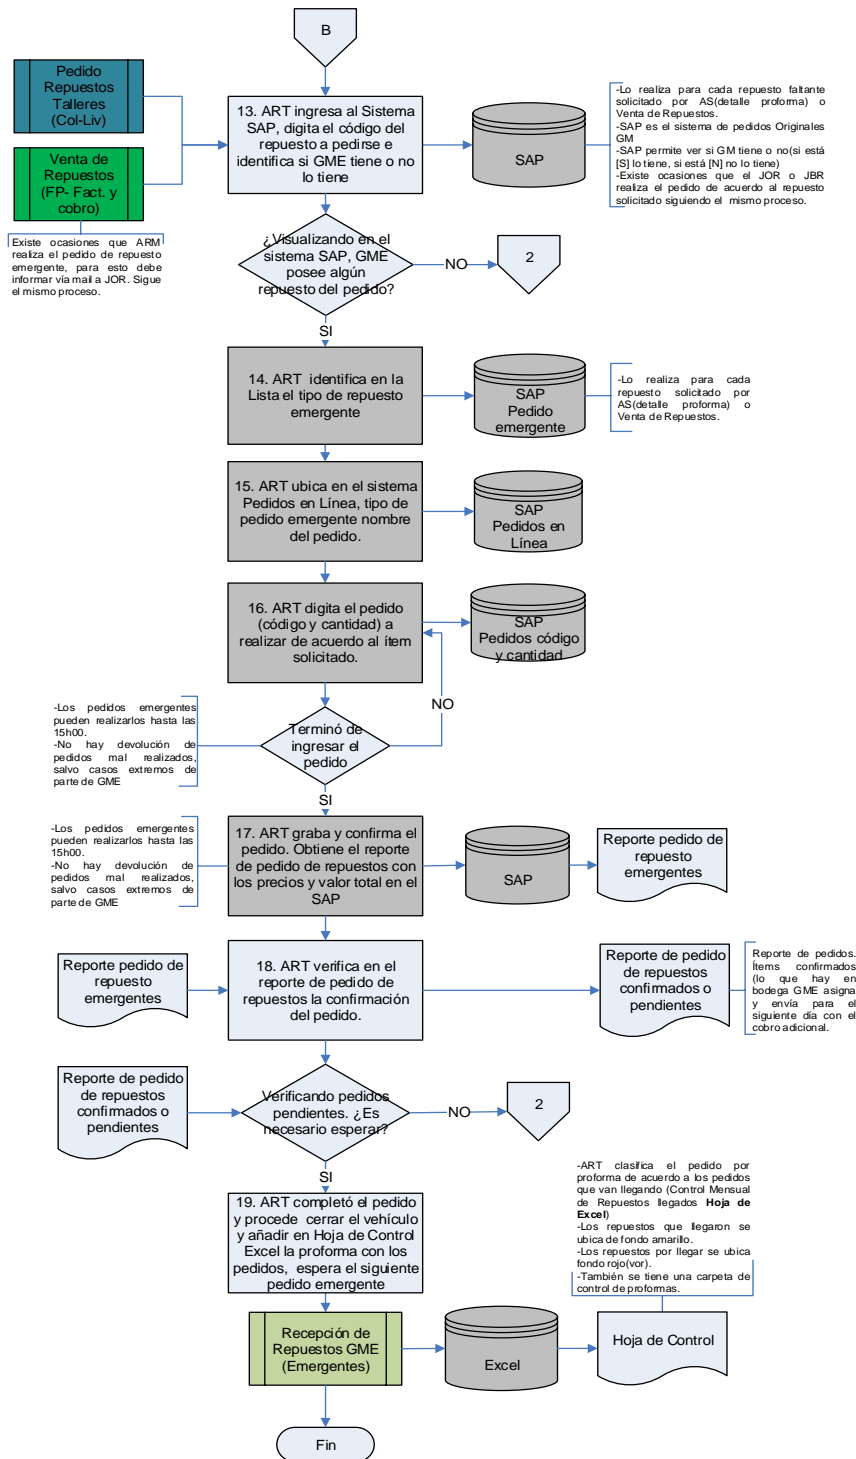 B
Pedido
Repuestos
Talleres
(Col-Liv)
Venta de
Repuestos
(FP- Fact. y
cobro)
Existe ocasiones que ARM
realiza el pedido de repuesto
emergente, para esto debe
informar vía mail a JOR. Sigue
el mismo proceso.
13. ART ingresa al Sistema
SAP, digita el código del
repuesto a pedirse e
identifica si GME tiene o no
lo tiene
SAP
-Lo realiza para cada repuesto faltante
solicitado por AS(detalle proforma) o
Venta de Repuestos.
-SAP es el sistema de pedidos Originales
GM
-SAP permite ver si GM tiene o no(si está
[S] lo tiene, si está [N] no lo tiene)
-Existe ocasiones que el JOR o JBR
realiza el pedido de acuerdo al repuesto
solicitado siguiendo el mismo proceso.
¿Visualizando en el
sistema SAP, GME
posee algún
repuesto del pedido?
NO
2
SI
14. ART identifica en la
Lista el tipo de repuesto
emergente
SAP
Pedido
emergente
-Lo realiza para cada
repuesto solicitado por
AS(detalle proforma) o
Venta de Repuestos.
15. ART ubica en el sistema
Pedidos en Línea, tipo de
pedido emergente nombre
del pedido.
SAP
Pedidos en
Línea
16. ART digita el pedido
(código y cantidad) a
realizar de acuerdo al ítem
solicitado.
SAP
Pedidos código
y cantidad
NO
-Los pedidos emergentes
pueden realizarlos hasta las
15h00.
-No hay devolución de
pedidos mal realizados,
salvo casos extremos de
parte de GME
Terminó de
ingresar el
pedido
SI
-Los pedidos emergentes
pueden realizarlos hasta las
15h00.
-No hay devolución de
pedidos mal realizados,
salvo casos extremos de
parte de GME
17. ART graba y confirma el
pedido. Obtiene el reporte
de pedido de repuestos con
los precios y valor total en el
SAP
SAP
Reporte pedido de
repuesto
emergentes
Reporte pedido de
repuesto
emergentes
18. ART verifica en el
reporte de pedido de
repuestos la confirmación
del pedido.
Reporte de pedido
de repuestos
confirmados o
pendientes
Reporte de pedidos.
Ítems confirmados
(lo que hay en
bodega GME asigna
y envía para el
siguiente día con el
cobro adicional.
Reporte de pedido
de repuestos
confirmados o
pendientes
Verificando pedidos
pendientes. ¿Es
necesario esperar?
NO
2
SI
19. ART completó el pedido
y procede cerrar el vehículo
y añadir en Hoja de Control
Excel la proforma con los
pedidos, espera el siguiente
pedido emergente
-ART clasifica el pedido por
proforma de acuerdo a los pedidos
que van llegando (Control Mensual
de Repuestos llegados Hoja de
Excel)
-Los repuestos que llegaron se
ubica de fondo amarillo.
-Los repuestos por llegar se ubica
fondo rojo(vor).
-También se tiene una carpeta de
control de proformas.
Recepción de
Repuestos GME
(Emergentes)
Excel
Hoja de Control
Fin